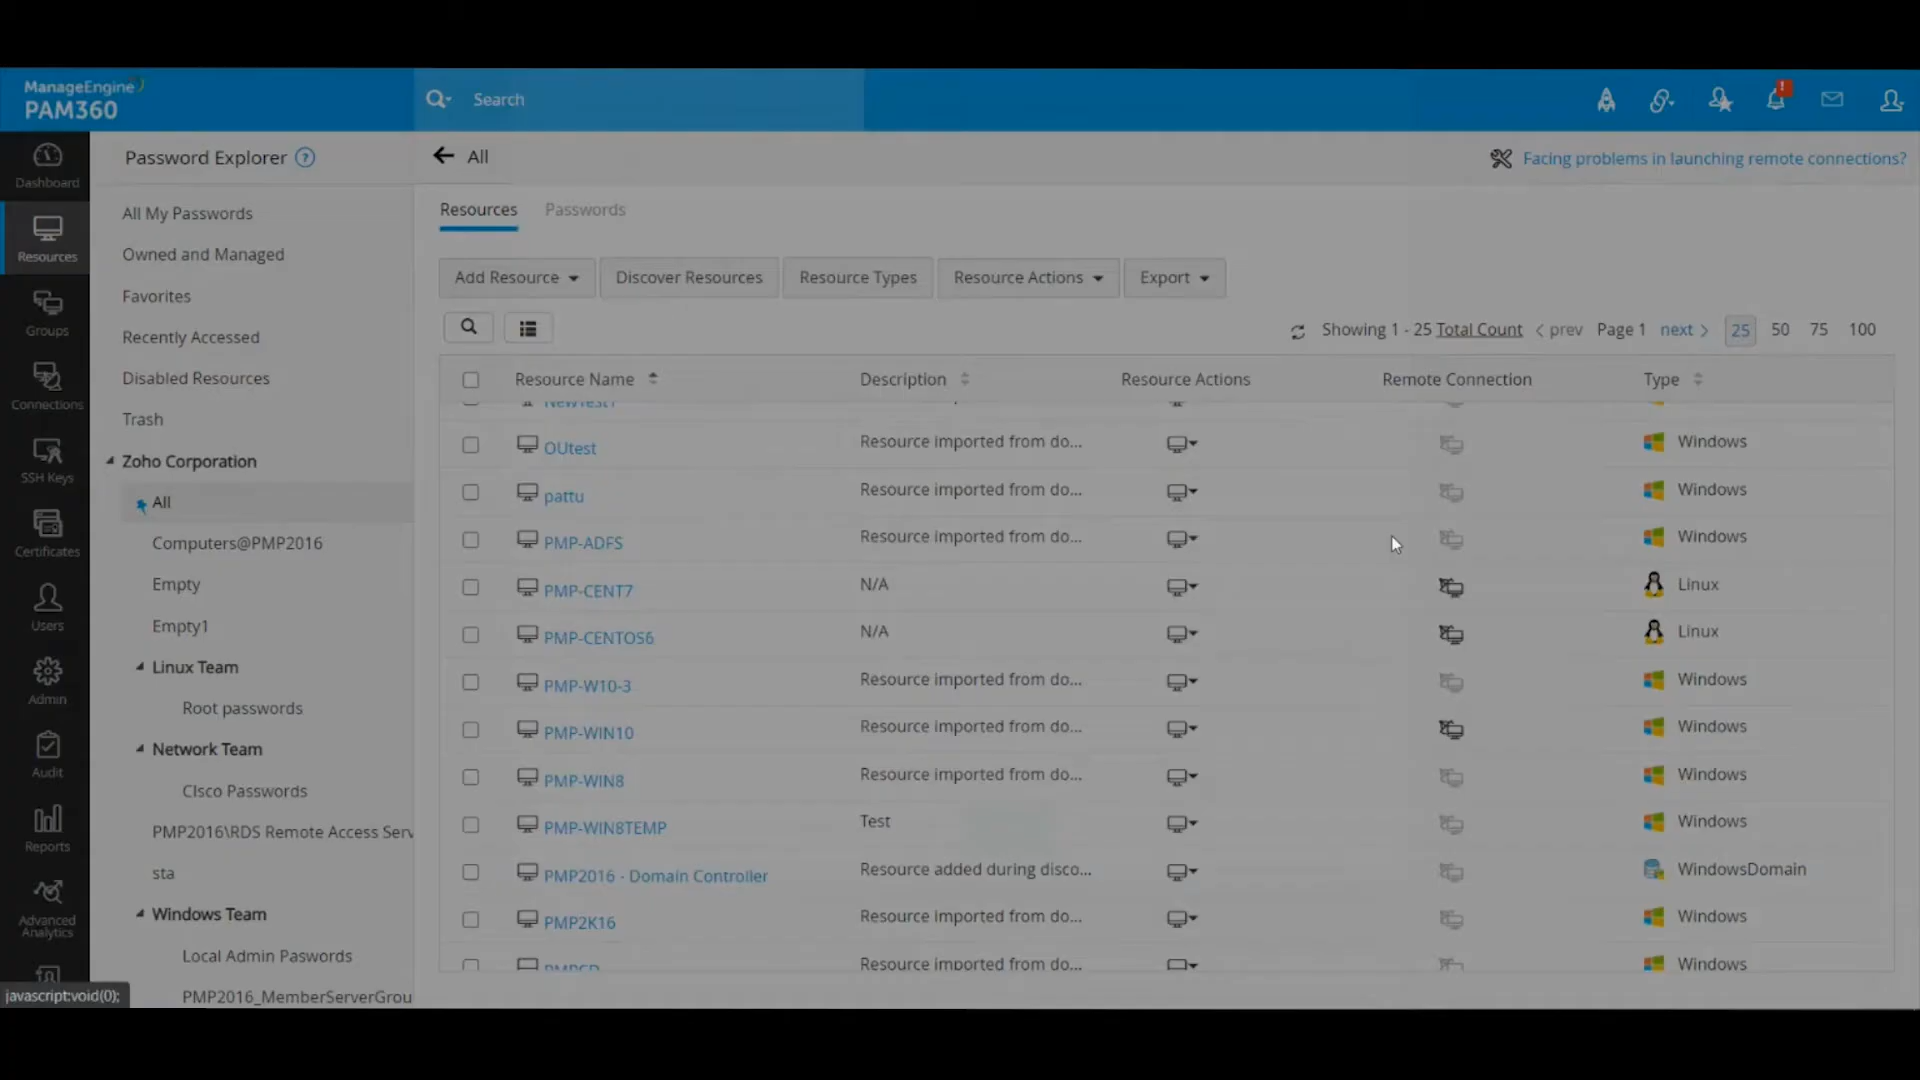 ManageEngine
PAM360
Search
!
Dashboard
Resources
Groups
Connections
SSH Keys
Certificates
Users
Admin
Audit
Reports
Advanced
Analytics
Password Explorer ?
All My Passwords
Owned and Managed
Favorites
Recently Accessed
Disabled Resources
Trash
Zoho Corporation
All
Computers@PMP2016
Empty
Empty1
Linux Team
Root passwords
Network Team
CIsco Passwords
PMP2016\RDS Remote Access Serv
sta
Windows Team
Local Admin Paswords
PMP2016_MemberServerGrou
javascript:void(0);
All
Facing problems in launching remote connections?
Resources Passwords
Add Resource Discover Resources Resource Types Resource Actions Export
Showing 1 - 25 Total Count prev Page 1 next 25 50 75 100
Resource Name Description Resource Actions Remote Connection Type
NewTest1
OUtest Resource imported from do... Windows
pattu Resource imported from do... Windows
PMP-ADFS Resource imported from do... Windows
PMP-CENT7 N/A Linux
PMP-CENTOS6 N/A Linux
PMP-W10-3 Resource imported from do... Windows
PMP-WIN10 Resource imported from do... Windows
PMP-WIN8 Resource imported from do... Windows
PMP-WIN8TEMP Test Windows
PMP2016 - Domain Controller Resource added during disco... WindowsDomain
PMP2K16 Resource imported from do... Windows
Resource imported from do... Windows